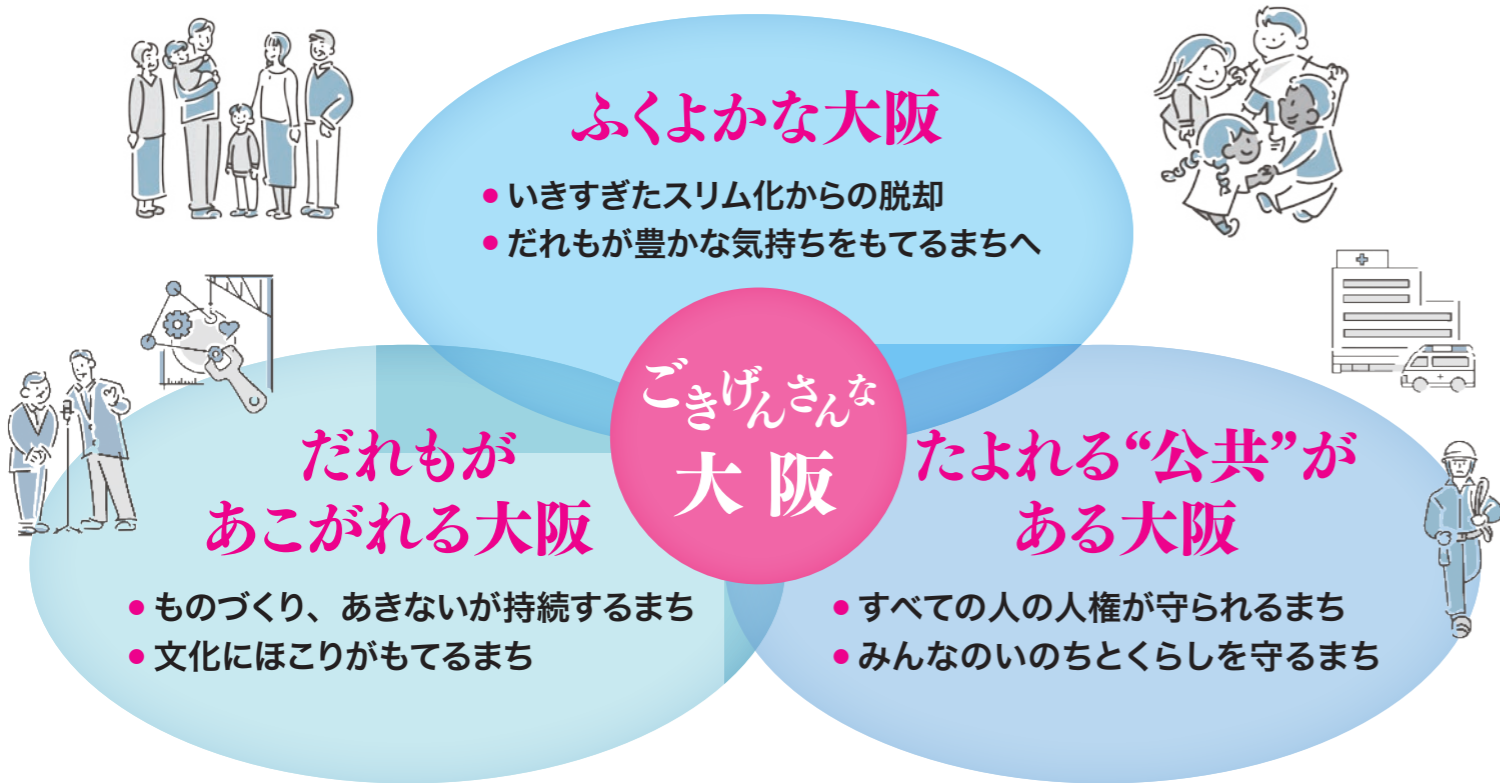 ふくよかな大阪
● いきすぎたスリム化からの脱却
● だれもが豊かな気持ちをもてるまちへ
ごきげんさんな
大阪
だれもが
あこがれる大阪
● ものづくり、あきないが持続するまち
● 文化にほこりがもてるまち
たよれる“公共”が
ある大阪
● すべての人の人権が守られるまち
● みんなのいのちとくらしを守るまち